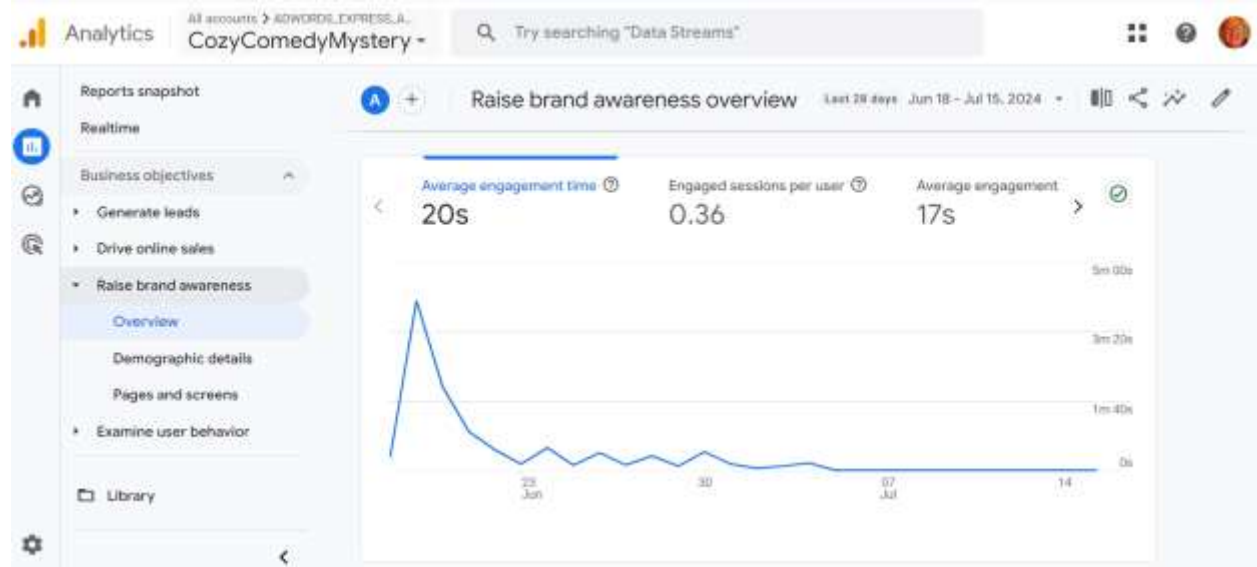 All accounts > ADWORDS_EXPRESS_A..
Analytics
CozyComedyMystery
Try searching "Data Streams"
Reports snapshot
Realtime
Business objectives
Generate leads
Drive online sales
Raise brand awareness
Overview
Demographic details
Pages and screens
Examine user behavior
Library
A
Raise brand awareness overview
Last 28 days Jun 18 - Jul 15, 2024
Average engagement time
20s
Engaged sessions per user
0.36
Average engagement
17s
5m 00s
3m 20s
1m 40s
0s
23
Jun
30
07
Jul
14